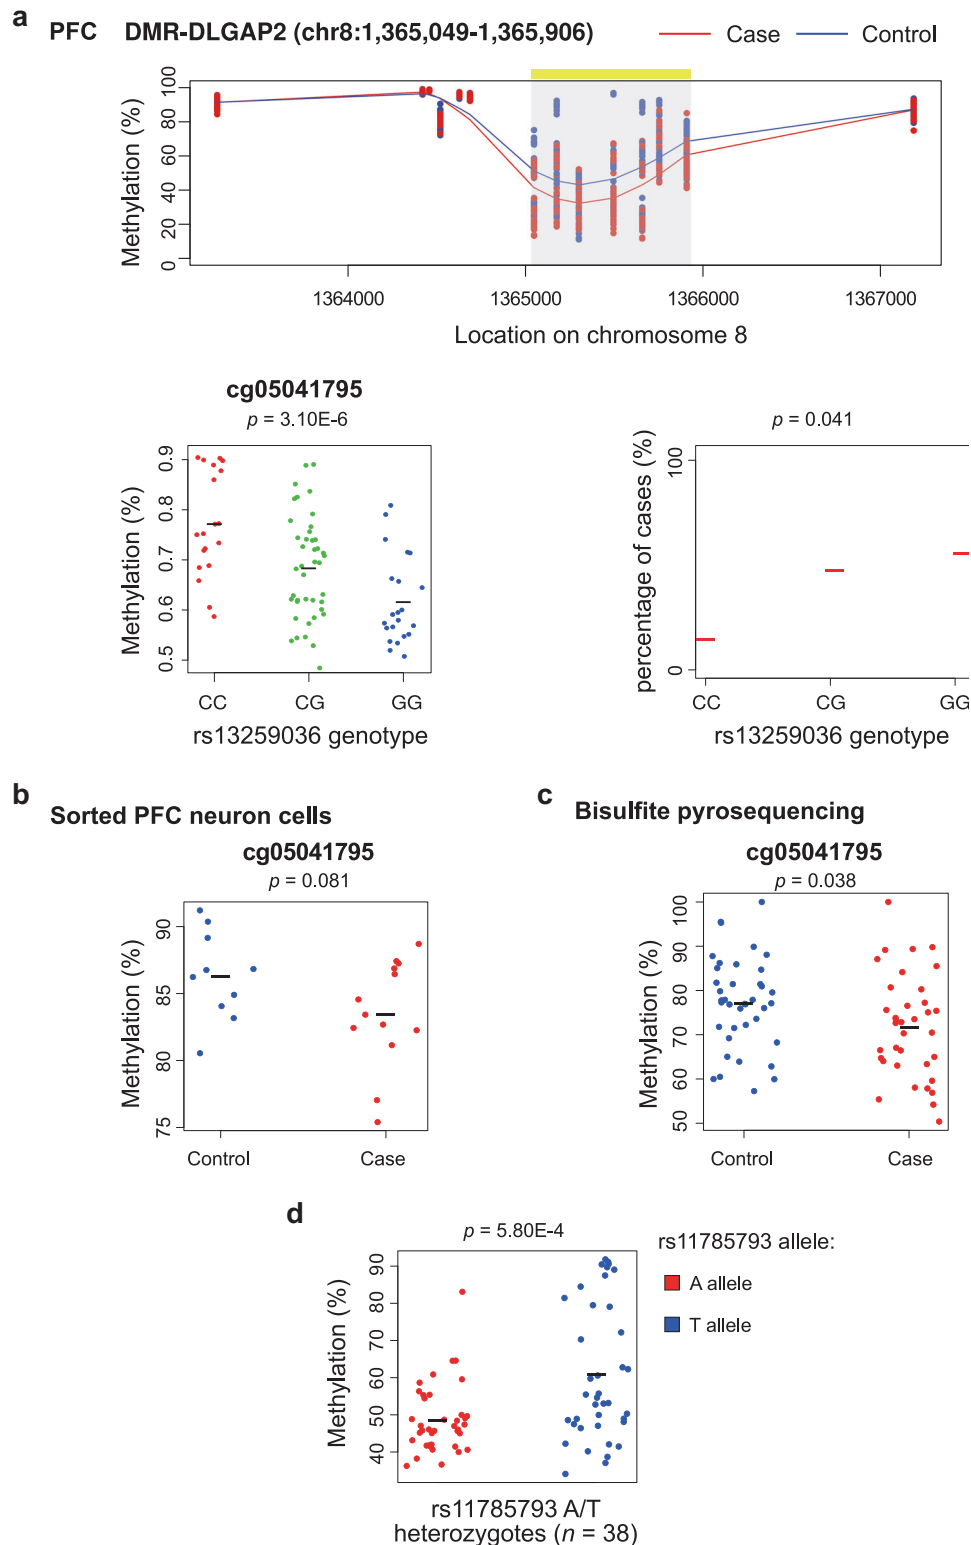 a
PFC DMR-DLGAP2 (chr8:1,365,049-1,365,906)
Case Control
Methylation (%)
100
80
60
40
20
0
1364000 1365000 1366000 1367000
Location on chromosome 8
cg05041795
p = 3.10E-6
Methylation (%)
0.9
0.8
0.7
0.6
0.5
CC CG GG
rs13259036 genotype
p = 0.041
percentage of cases (%)
100
0
CC CG GG
rs13259036 genotype
b Sorted PFC neuron cells
cg05041795
p = 0.081
Methylation (%)
90
85
80
75
Control Case
c Bisulfite pyrosequencing
cg05041795
p = 0.038
Methylation (%)
100
90
80
70
60
50
Control Case
d
p = 5.80E-4
Methylation (%)
90
80
70
60
50
40
rs11785793 A/T
heterozygotes (n = 38)
rs11785793 allele:
A allele
T allele